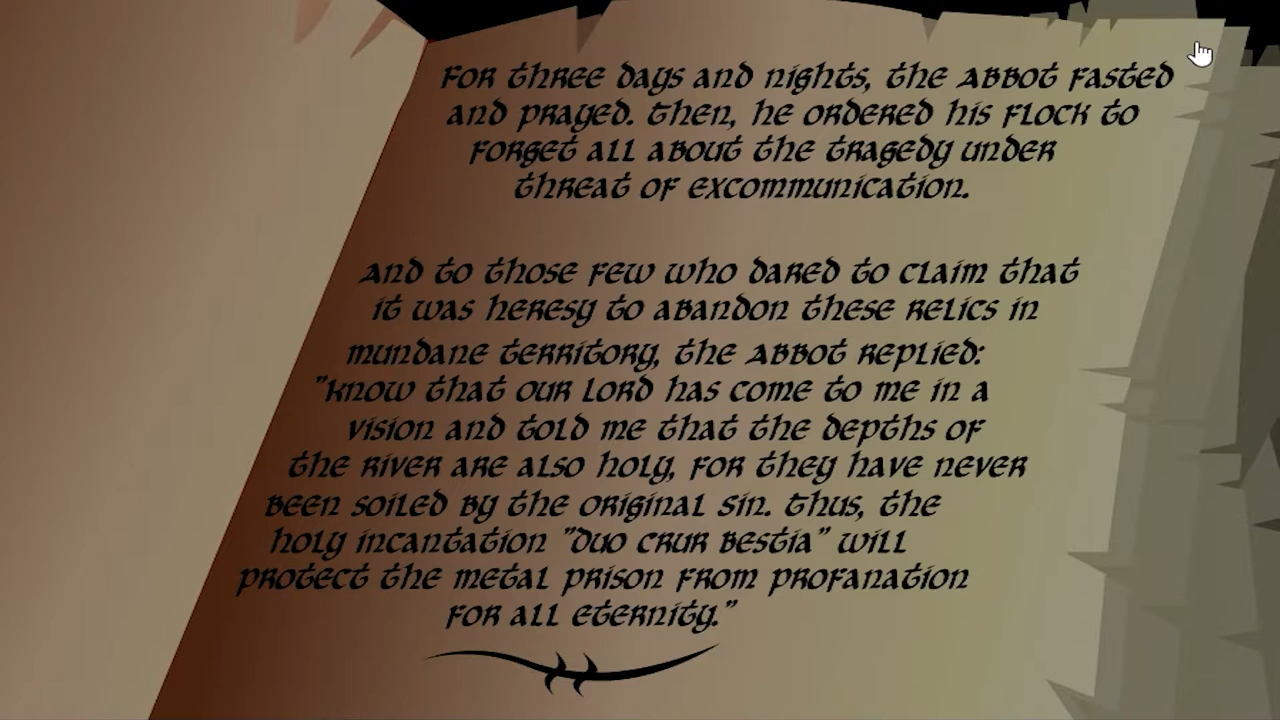 For three days and nights, the Abbot fasted
and prayed. Then, he ordered his flock to
forget all about the tragedy under
threat of excommunication.
And to those few who dared to claim that
it was heresy to abandon these relics in
mundane territory, the Abbot replied:
"Know that our Lord has come to me in a
vision and told me that the depths of
the river are also holy, for they have never
been soiled by the original sin. Thus, the
holy incantation "Duo Crur Bestia" will
protect the metal prison from profanation
for all eternity."